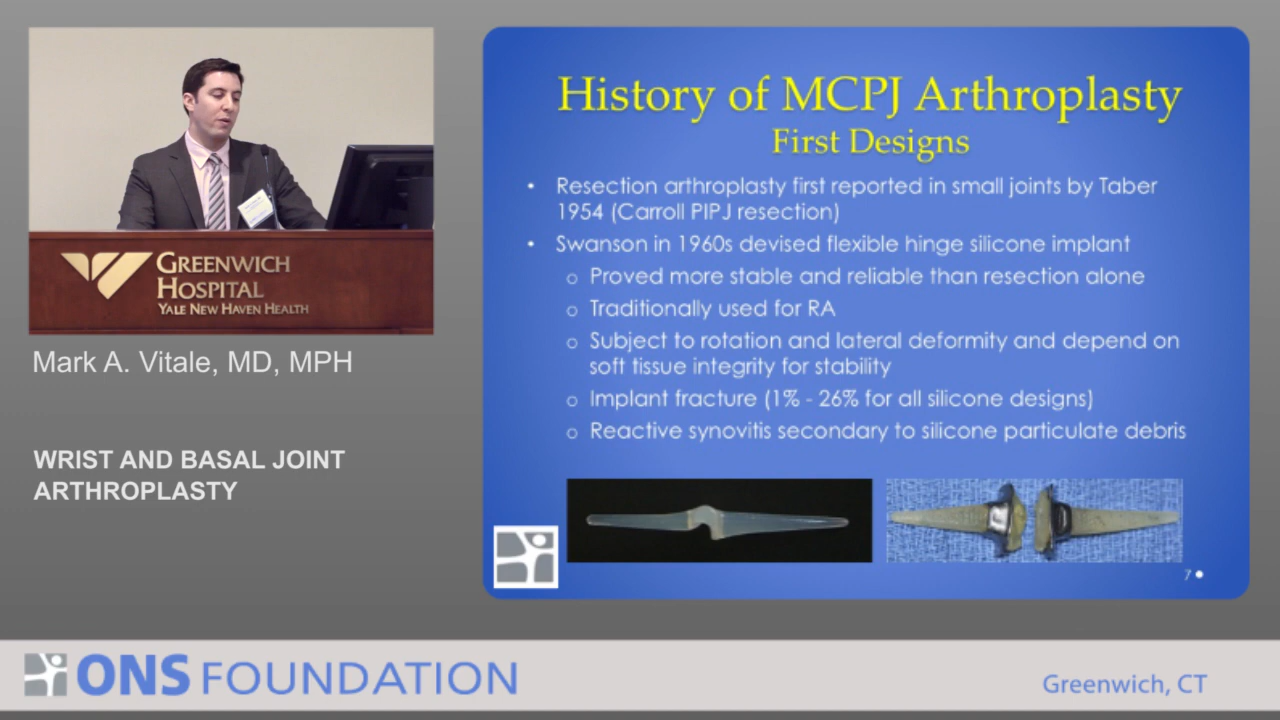 GREENWICH
HOSPITAL
YALE NEW HAVEN HEALTH
Mark A. Vitale, MD, MPH
WRIST AND BASAL JOINT
ARTHROPLASTY
History of MCPJ Arthroplasty
First Designs
• Resection arthroplasty first reported in small joints by Taber
1954 (Carroll PIPJ resection)
• Swanson in 1960s devised flexible hinge silicone implant
o Proved more stable and reliable than resection alone
o Traditionally used for RA
o Subject to rotation and lateral deformity and depend on
soft tissue integrity for stability
o Implant fracture (1% - 26% for all silicone designs)
o Reactive synovitis secondary to silicone particulate debris
7
ONS FOUNDATION
Greenwich, CT